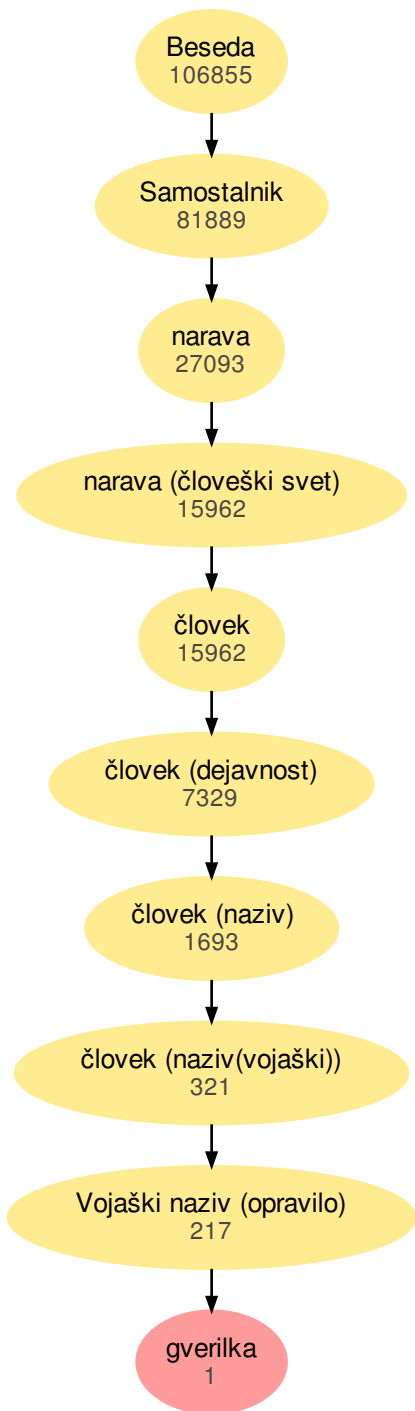 Beseda
106855
Samostalnik
81889
narava
27093
narava (človeški svet)
15962
človek
15962
človek (dejavnost)
7329
človek (naziv)
1693
človek (naziv(vojaški))
321
Vojaški naziv (opravilo)
217
gverilka
1